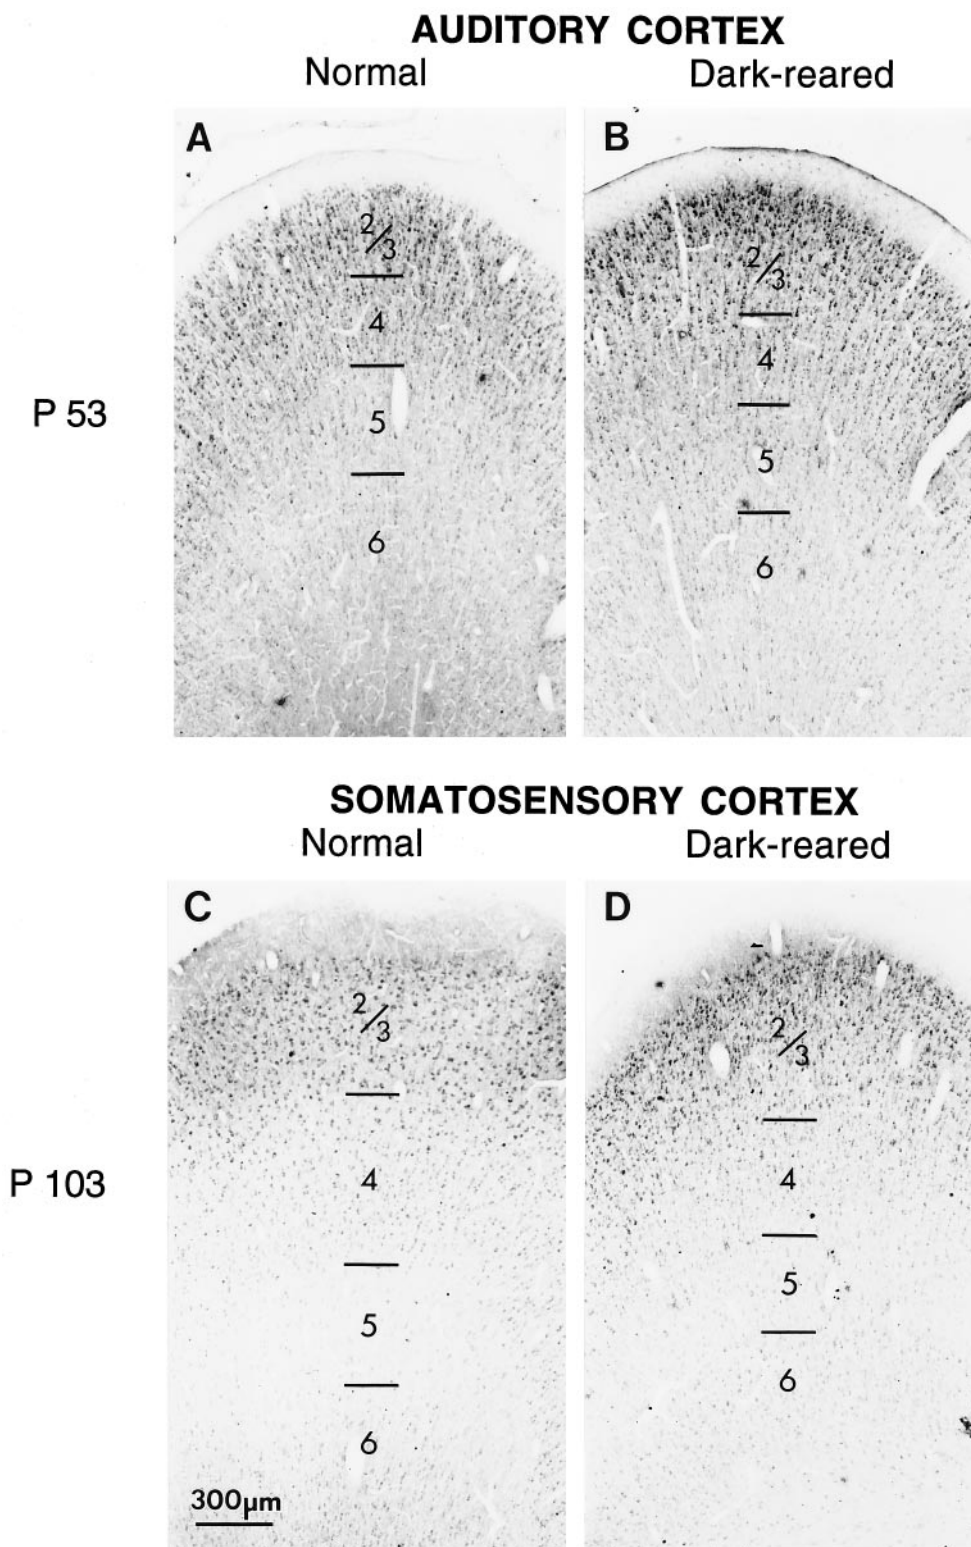 AUDITORY CORTEX
Normal Dark-reared
A B
2/3 2/3
4 4
P 53
5 5
6 6
SOMATOSENSORY CORTEX
Normal Dark-reared
C D
2/3 2/3
P 103
4 4
5 5
6 6
300µm